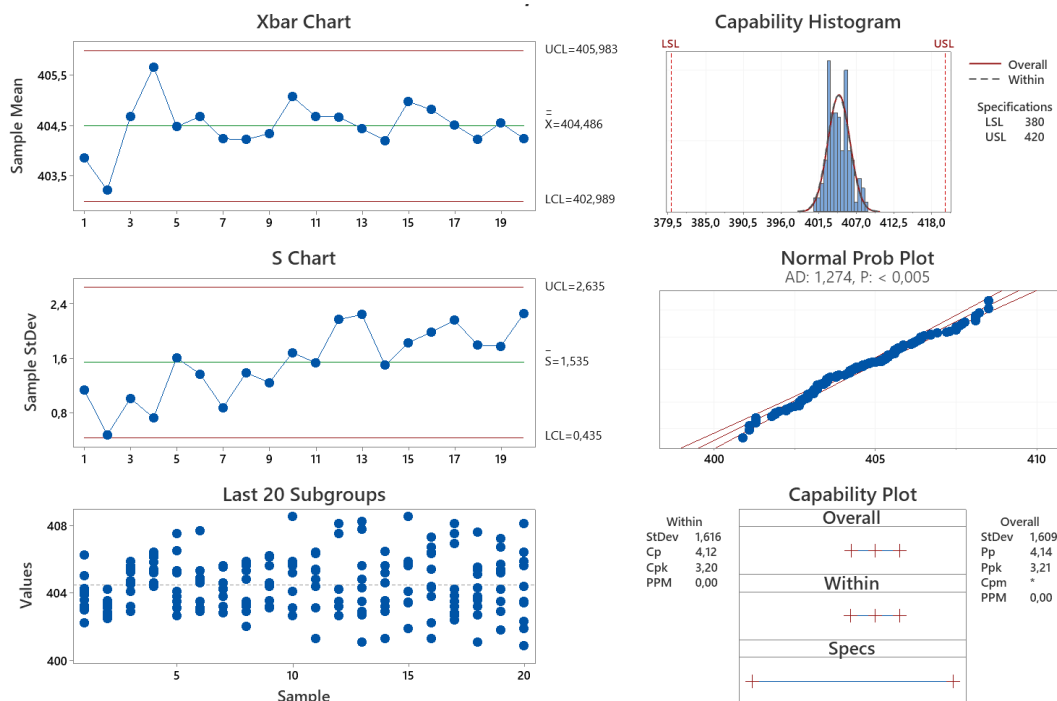 Xbar Chart
Sample Mean
405,5
404,5
403,5
UCL=405,983
X̿=404,486
LCL=402,989
1 3 5 7 9 11 13 15 17 19
Capability Histogram
LSL USL
Overall
Within
Specifications
LSL 380
USL 420
379,5 385,0 390,5 396,0 401,5 407,0 412,5 418,0
S Chart
Sample StDev
2,4
1,6
0,8
UCL=2,635
S̅=1,535
LCL=0,435
1 3 5 7 9 11 13 15 17 19
Normal Prob Plot
AD: 1,274, P: < 0,005
400 405 410
Last 20 Subgroups
Values
408
404
400
5 10 15 20
Sample
Capability Plot
Within
StDev 1,616
Cp 4,12
Cpk 3,20
PPM 0,00
Overall
Within
Specs
Overall
StDev 1,609
Pp 4,14
Ppk 3,21
Cpm *
PPM 0,00